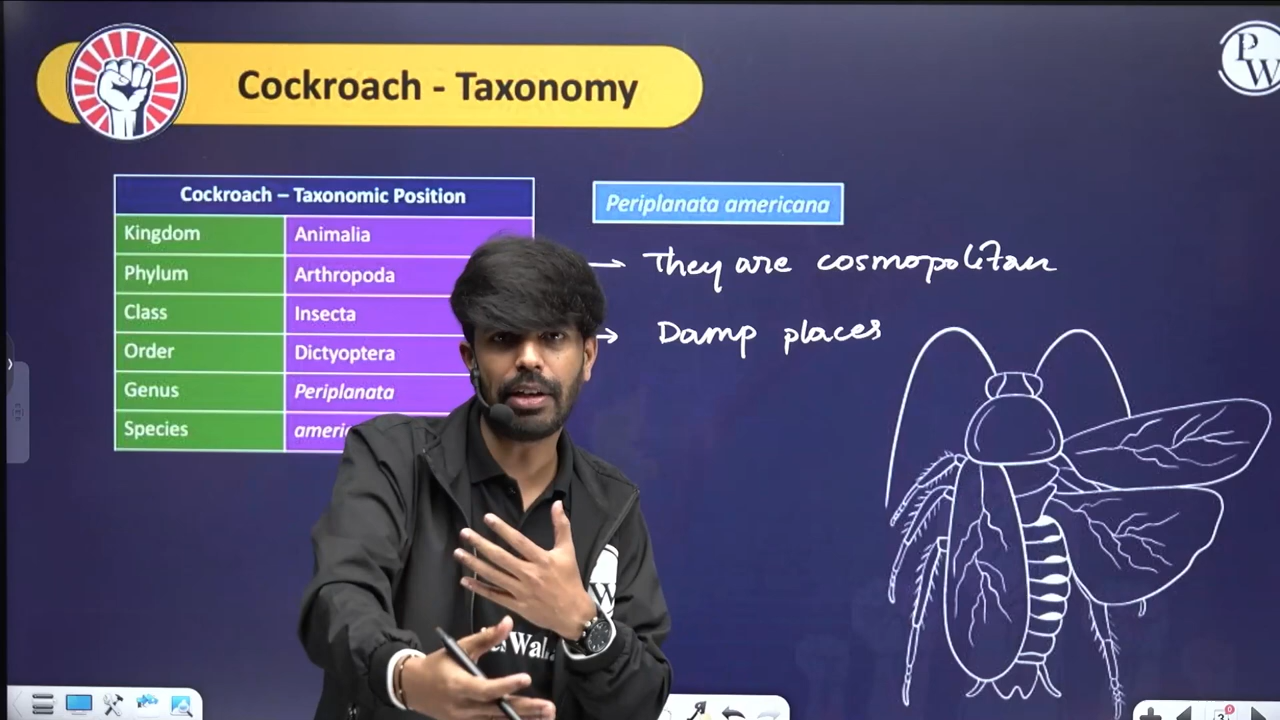 Cockroach - Taxonomy
PW
Cockroach – Taxonomic Position
Kingdom Animalia
Phylum Arthropoda
Class Insecta
Order Dictyoptera
Genus Periplanata
Species
Periplanata americana
They are cosmopolitan
Damp places
W